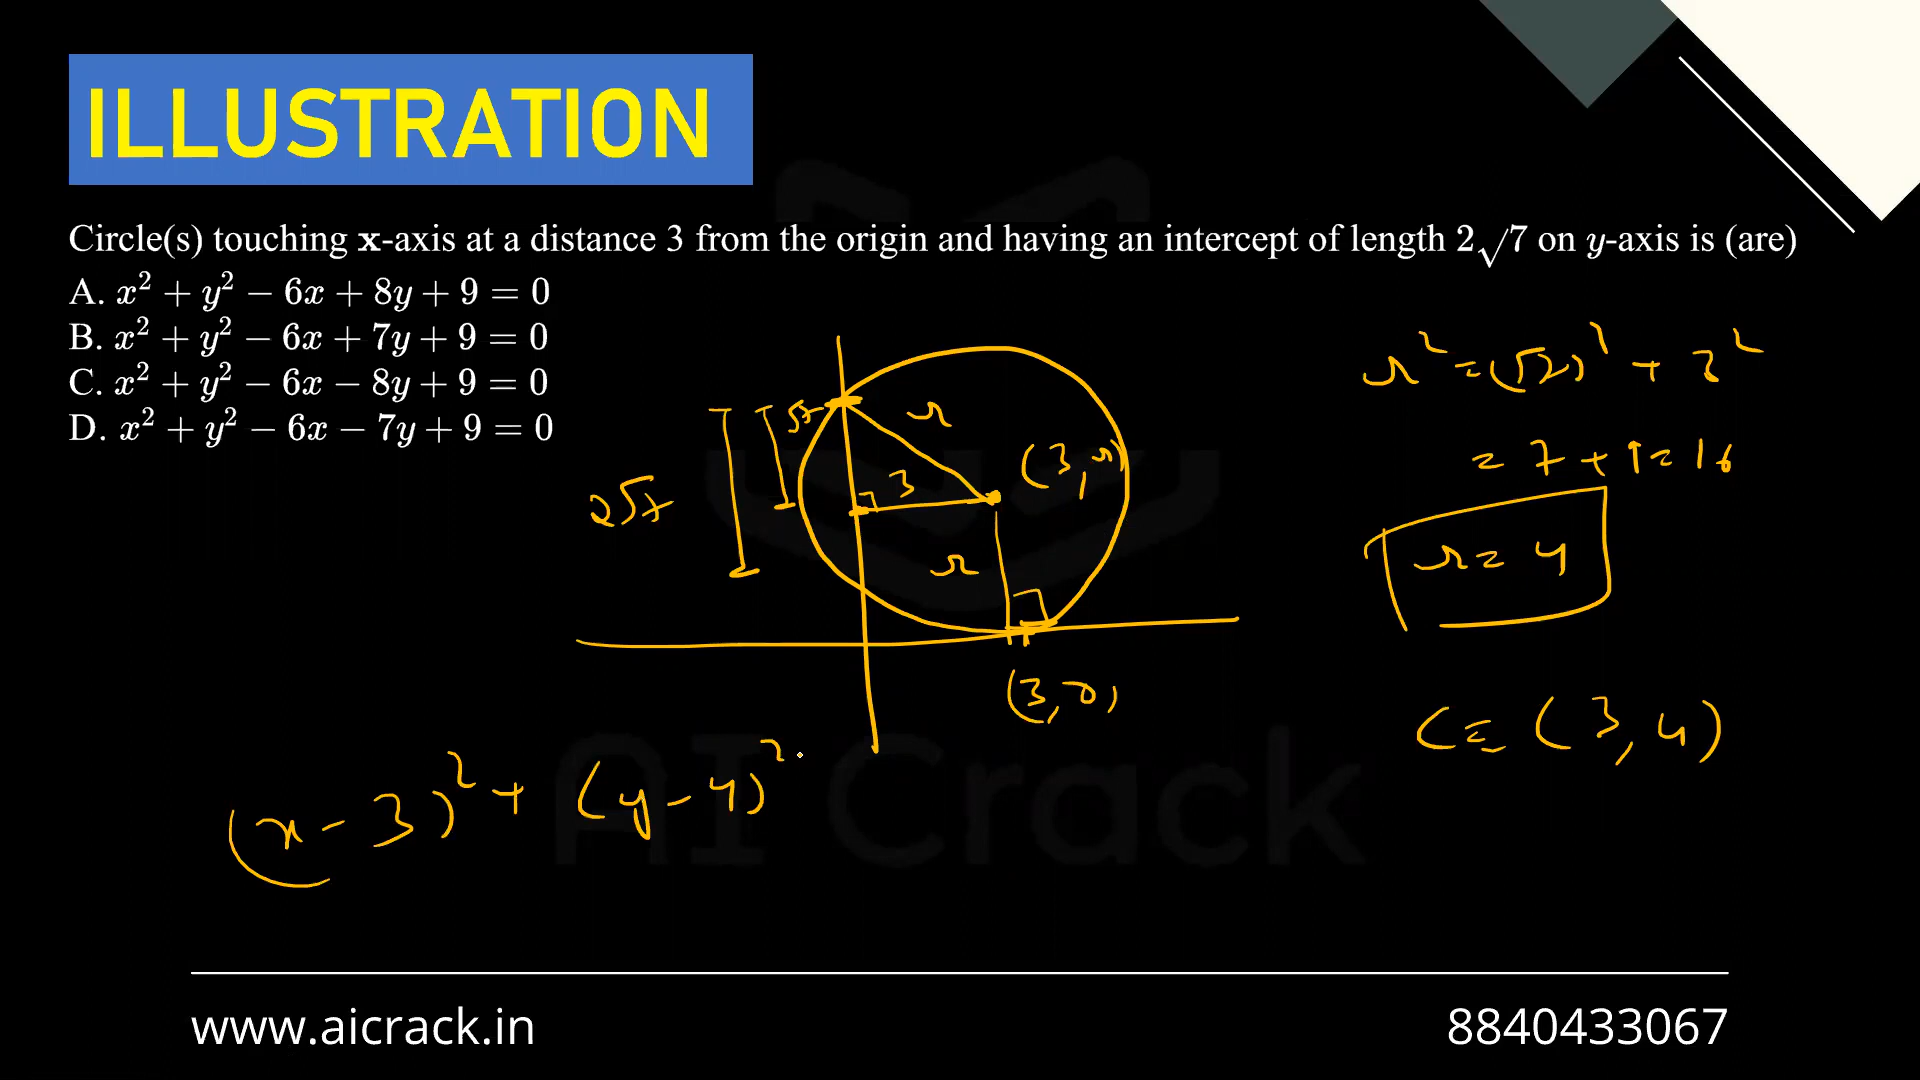 ILLUSTRATION
Circle(s) touching x-axis at a distance 3 from the origin and having an intercept of length 2√7 on y-axis is (are)
A. x² + y² − 6x + 8y + 9 = 0
B. x² + y² − 6x + 7y + 9 = 0
C. x² + y² − 6x − 8y + 9 = 0
D. x² + y² − 6x − 7y + 9 = 0
r² = (√7)² + 3²
= 7 + 9 = 16
r = 4
C ≡ (3, 4)
√7
r
(3, r)
3
2√7
r
(3, 0)
(x − 3)² + (y − 4)²
AI Crack
www.aicrack.in
8840433067